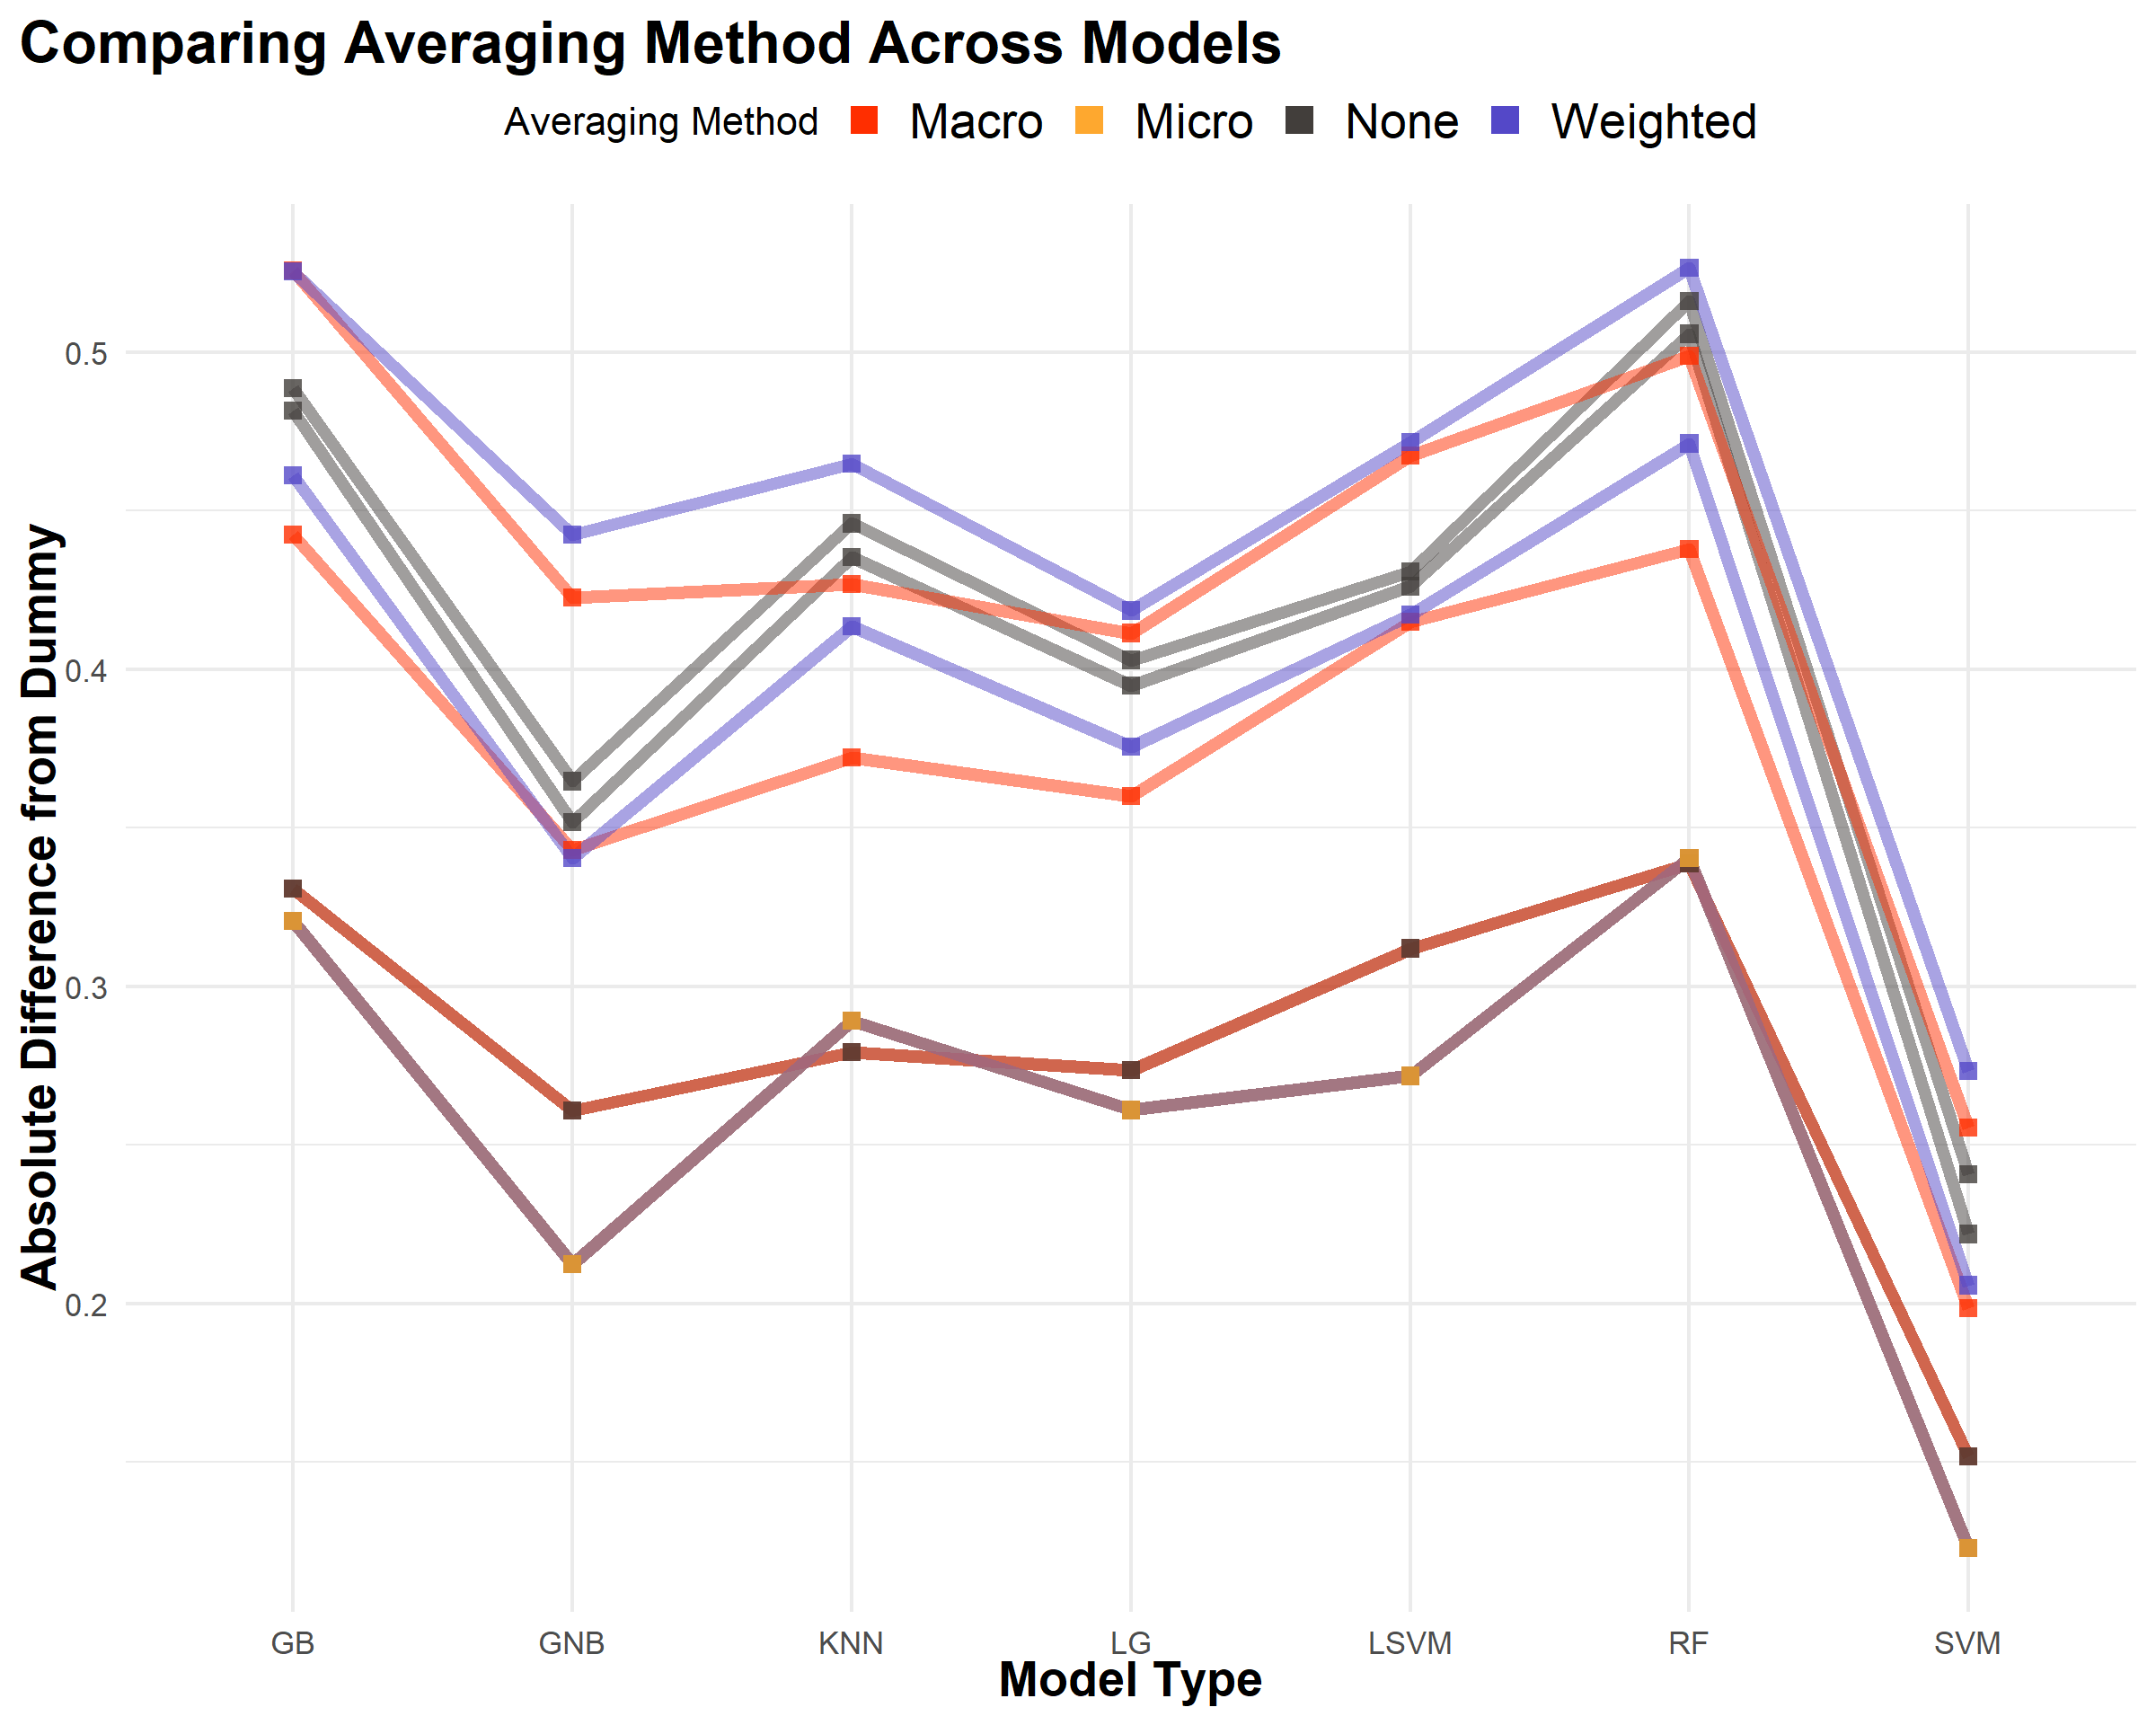 Comparing Averaging Method Across Models
Averaging Method Macro Micro None Weighted
Absolute Difference from Dummy
0.5
0.4
0.3
0.2
GB GNB KNN LG LSVM RF SVM
Model Type